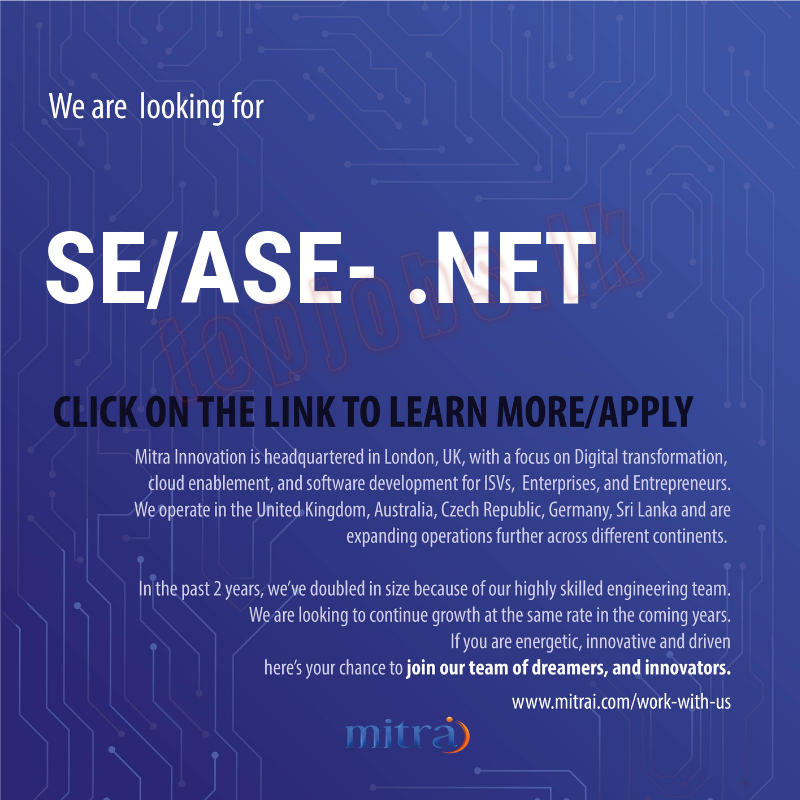 We are looking for
SE/ASE- .NET
topjobs.lk
CLICK ON THE LINK TO LEARN MORE/APPLY
Mitra Innovation is headquartered in London, UK, with a focus on Digital transformation,
cloud enablement, and software development for ISVs, Enterprises, and Entrepreneurs.
We operate in the United Kingdom, Australia, Czech Republic, Germany, Sri Lanka and are
expanding operations further across different continents.
In the past 2 years, we've doubled in size because of our highly skilled engineering team.
We are looking to continue growth at the same rate in the coming years.
If you are energetic, innovative and driven
here's your chance to join our team of dreamers, and innovators.
www.mitrai.com/work-with-us
mitrai